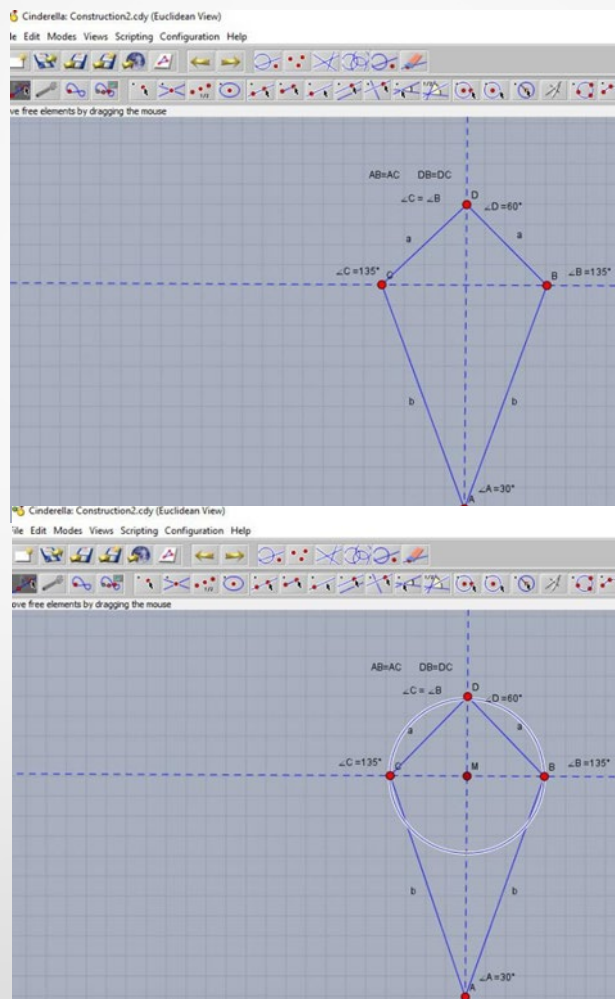 Cinderella: Construction2.cdy (Euclidean View)
le Edit Modes Views Scripting Configuration Help
ve free elements by dragging the mouse
AB=AC DB=DC
D
∠C = ∠B
∠D=60°
a
a
∠C =135°
C
B
∠B=135°
b
b
A
∠A=30°
Cinderella: Construction2.cdy (Euclidean View)
File Edit Modes Views Scripting Configuration Help
ove free elements by dragging the mouse
AB=AC DB=DC
D
∠C = ∠B
∠D=60°
a
a
∠C =135°
C
M
B
∠B=135°
b
b
A
∠A=30°